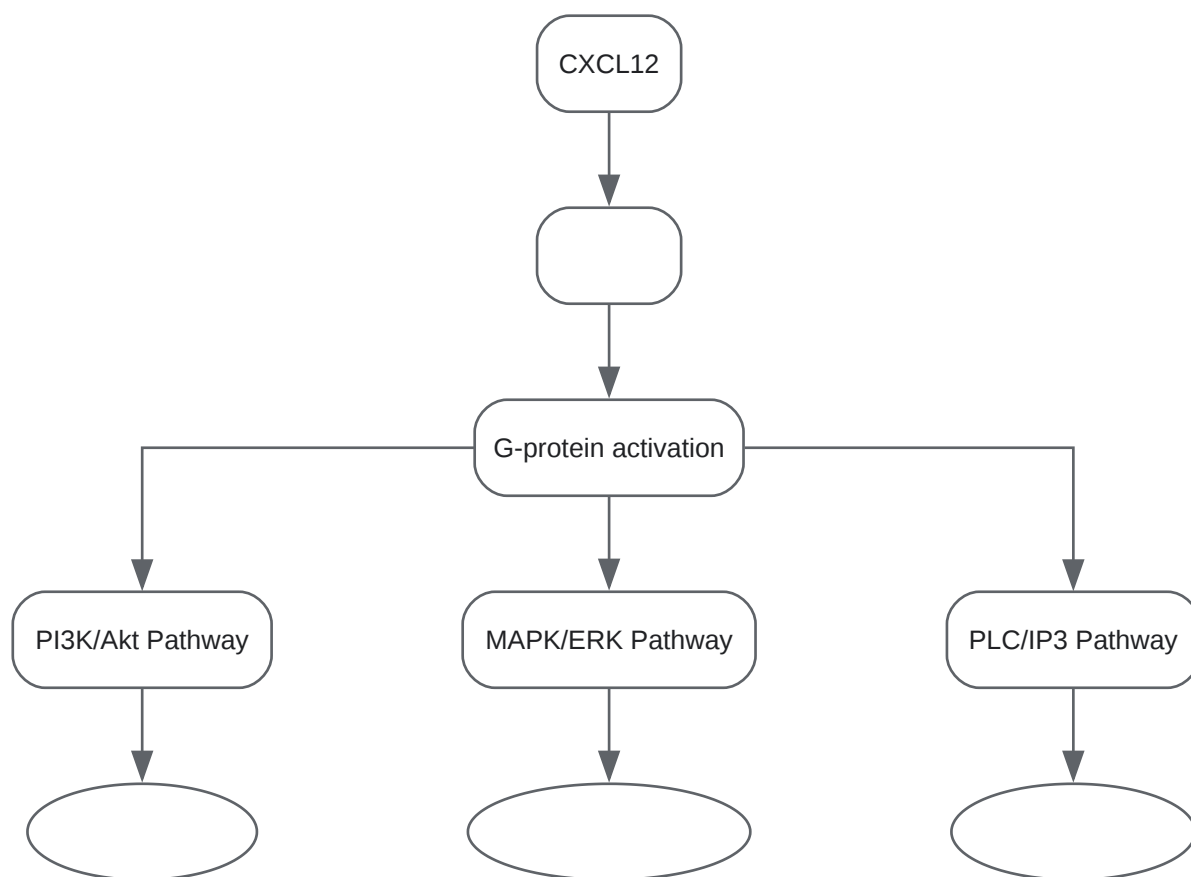 CXCL12
G-protein activation
PI3K/Akt Pathway
MAPK/ERK Pathway
PLC/IP3 Pathway